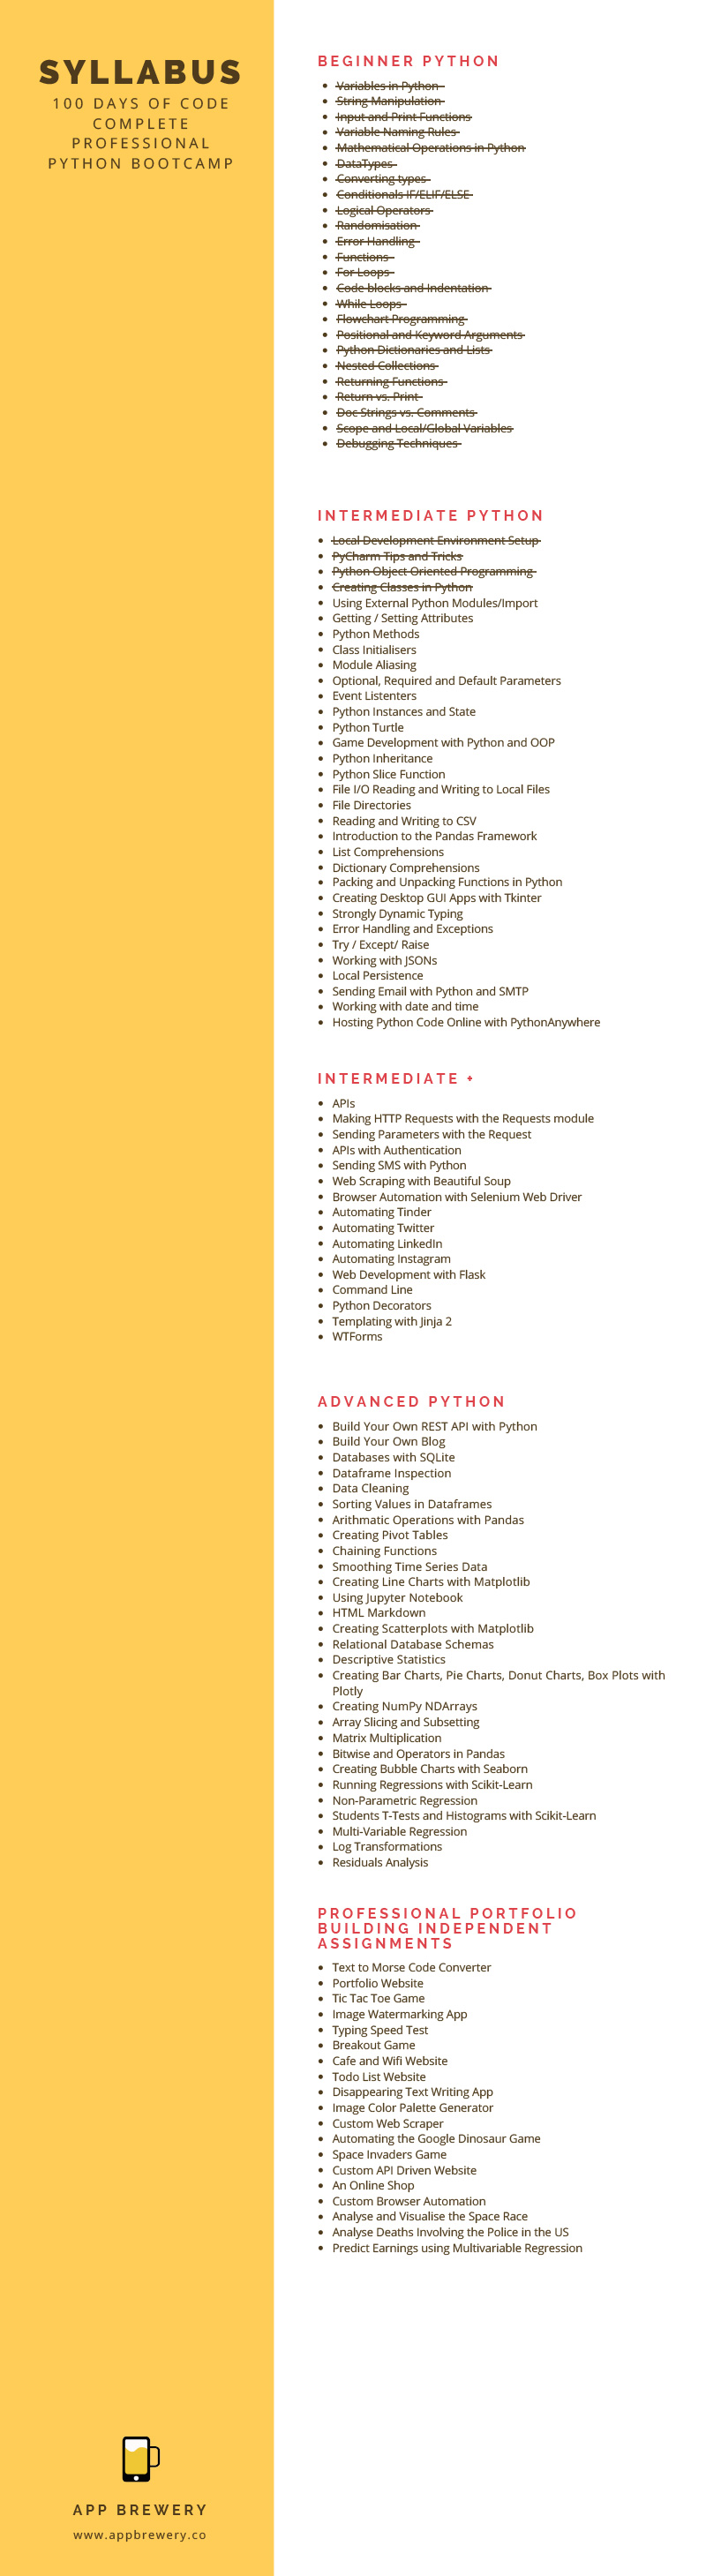 SYLLABUS
100 DAYS OF CODE
COMPLETE
PROFESSIONAL
PYTHON BOOTCAMP
BEGINNER PYTHON
Variables in Python
String Manipulation
Input and Print Functions
Variable Naming Rules
Mathematical Operations in Python
DataTypes
Converting types
Conditionals IF/ELIF/ELSE
Logical Operators
Randomisation
Error Handling
Functions
For Loops
Code blocks and Indentation
While Loops
Flowchart Programming
Positional and Keyword Arguments
Python Dictionaries and Lists
Nested Collections
Returning Functions
Return vs. Print
Doc Strings vs. Comments
Scope and Local/Global Variables
Debugging Techniques
INTERMEDIATE PYTHON
Local Development Environment Setup
PyCharm Tips and Tricks
Python Object Oriented Programming
Creating Classes in Python
Using External Python Modules/Import
Getting / Setting Attributes
Python Methods
Class Initialisers
Module Aliasing
Optional, Required and Default Parameters
Event Listenters
Python Instances and State
Python Turtle
Game Development with Python and OOP
Python Inheritance
Python Slice Function
File I/O Reading and Writing to Local Files
File Directories
Reading and Writing to CSV
Introduction to the Pandas Framework
List Comprehensions
Dictionary Comprehensions
Packing and Unpacking Functions in Python
Creating Desktop GUI Apps with Tkinter
Strongly Dynamic Typing
Error Handling and Exceptions
Try / Except/ Raise
Working with JSONs
Local Persistence
Sending Email with Python and SMTP
Working with date and time
Hosting Python Code Online with PythonAnywhere
INTERMEDIATE +
APIs
Making HTTP Requests with the Requests module
Sending Parameters with the Request
APIs with Authentication
Sending SMS with Python
Web Scraping with Beautiful Soup
Browser Automation with Selenium Web Driver
Automating Tinder
Automating Twitter
Automating LinkedIn
Automating Instagram
Web Development with Flask
Command Line
Python Decorators
Templating with Jinja 2
WTForms
ADVANCED PYTHON
Build Your Own REST API with Python
Build Your Own Blog
Databases with SQLite
Dataframe Inspection
Data Cleaning
Sorting Values in Dataframes
Arithmatic Operations with Pandas
Creating Pivot Tables
Chaining Functions
Smoothing Time Series Data
Creating Line Charts with Matplotlib
Using Jupyter Notebook
HTML Markdown
Creating Scatterplots with Matplotlib
Relational Database Schemas
Descriptive Statistics
Creating Bar Charts, Pie Charts, Donut Charts, Box Plots with
Plotly
Creating NumPy NDArrays
Array Slicing and Subsetting
Matrix Multiplication
Bitwise and Operators in Pandas
Creating Bubble Charts with Seaborn
Running Regressions with Scikit-Learn
Non-Parametric Regression
Students T-Tests and Histograms with Scikit-Learn
Multi-Variable Regression
Log Transformations
Residuals Analysis
PROFESSIONAL PORTFOLIO
BUILDING INDEPENDENT
ASSIGNMENTS
Text to Morse Code Converter
Portfolio Website
Tic Tac Toe Game
Image Watermarking App
Typing Speed Test
Breakout Game
Cafe and Wifi Website
Todo List Website
Disappearing Text Writing App
Image Color Palette Generator
Custom Web Scraper
Automating the Google Dinosaur Game
Space Invaders Game
Custom API Driven Website
An Online Shop
Custom Browser Automation
Analyse and Visualise the Space Race
Analyse Deaths Involving the Police in the US
Predict Earnings using Multivariable Regression
APP BREWERY
www.appbrewery.co